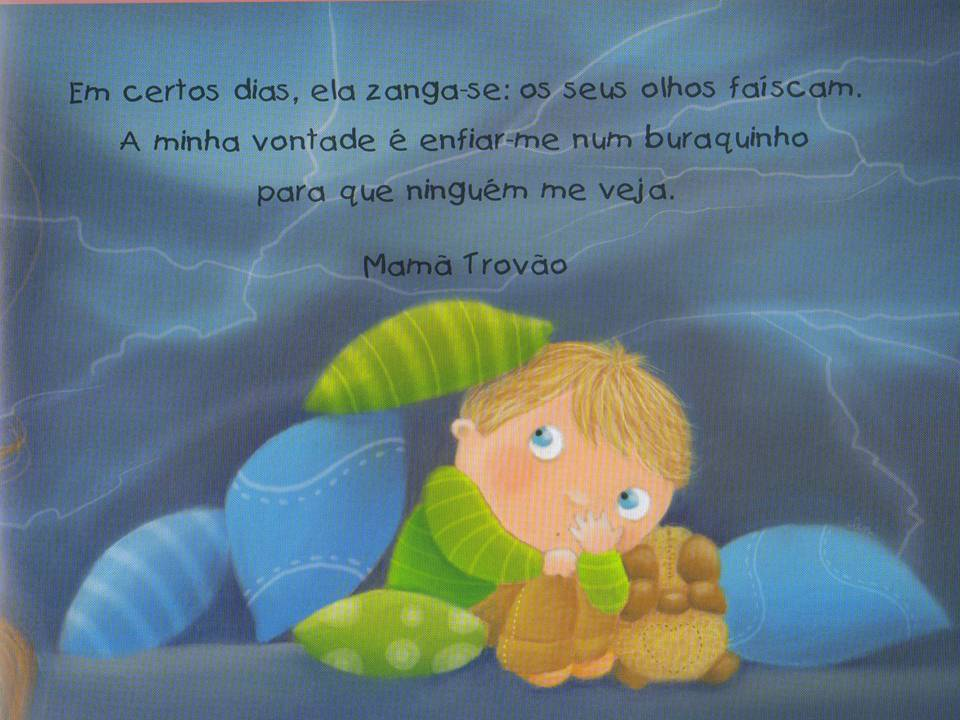 Em certos dias, ela zanga-se: os seus olhos faíscam.
A minha vontade é enfiar-me num buraquinho
para que ninguém me veja.
Mamã Trovão